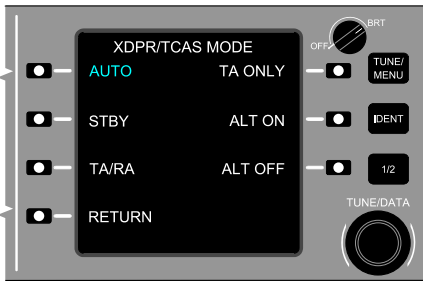 BRT
XDPR/TCAS MODE
OFF
AUTO
TA ONLY
TUNE/
MENU
STBY
ALT ON
IDENT
TA/RA
ALT OFF
1/2
TUNE/DATA
RETURN